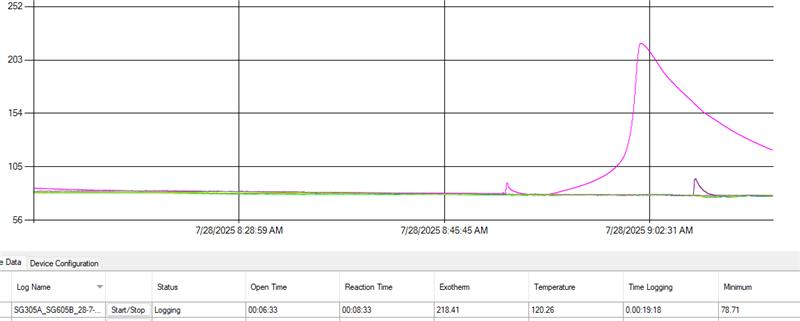 252
203
154
105
56
7/28/2025 8:28:59 AM 7/28/2025 8:45:45 AM 7/28/2025 9:02:31 AM
e Data Device Configuration
Log Name Status Open Time Reaction Time Exotherm Temperature Time Logging Minimum
SG305A_SG605B_28-7-... Start/Stop Logging 00:06:33 00:08:33 218.41 120.26 0.00:19:18 78.71